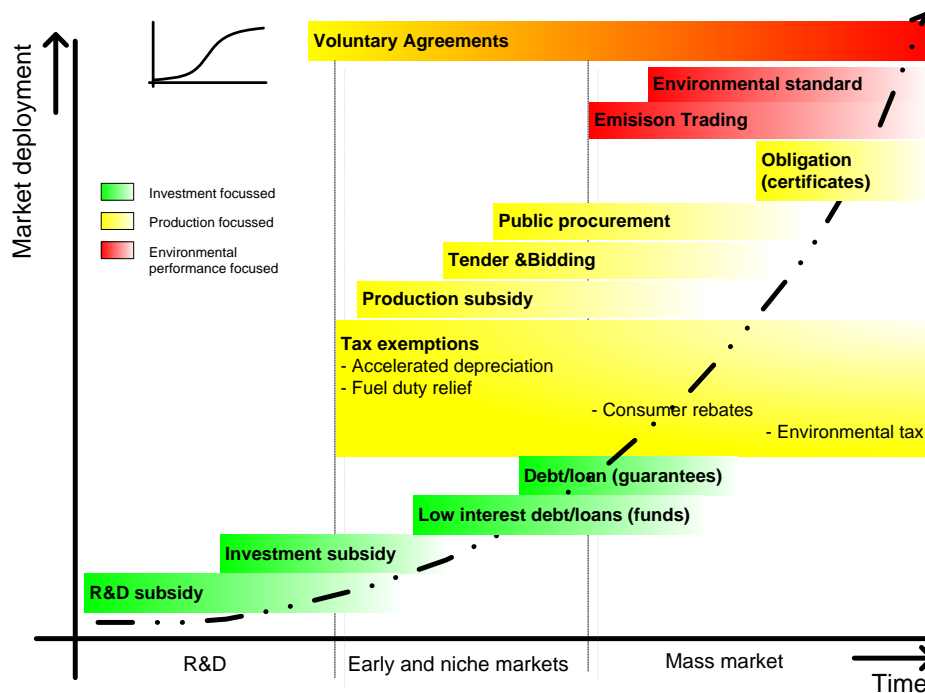 Market deployment
Voluntary Agreements
Environmental standard
Emisison Trading
Obligation
(certificates)
Investment focussed
Production focussed
Environmental
performance focused
Public procurement
Tender &Bidding
Production subsidy
Tax exemptions
- Accelerated depreciation
- Fuel duty relief
- Consumer rebates
- Environmental tax
Debt/loan (guarantees)
Low interest debt/loans (funds)
Investment subsidy
R&D subsidy
R&D
Early and niche markets
Mass market
Time